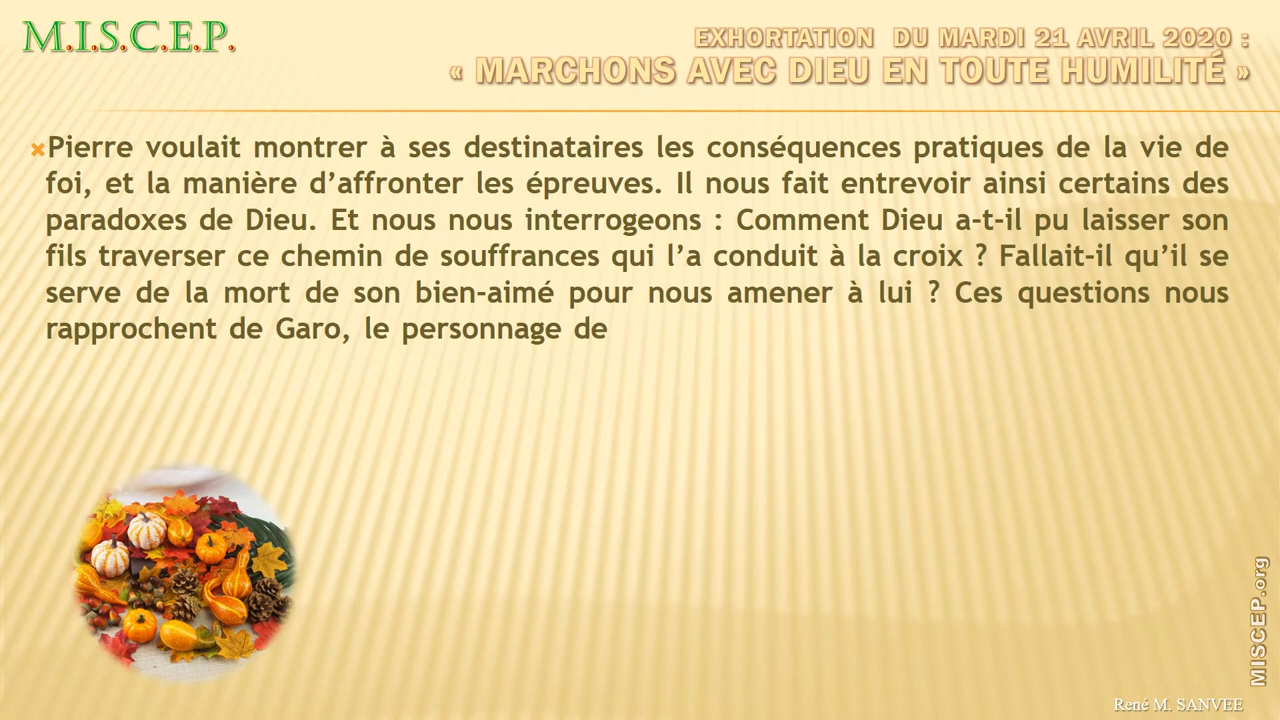 M.I.S.C.E.P.
EXHORTATION DU MARDI 21 AVRIL 2020 :
« MARCHONS AVEC DIEU EN TOUTE HUMILITÉ »
Pierre voulait montrer à ses destinataires les conséquences pratiques de la vie de
foi, et la manière d’affronter les épreuves. Il nous fait entrevoir ainsi certains des
paradoxes de Dieu. Et nous nous interrogeons : Comment Dieu a-t-il pu laisser son
fils traverser ce chemin de souffrances qui l’a conduit à la croix ? Fallait-il qu’il se
serve de la mort de son bien-aimé pour nous amener à lui ? Ces questions nous
rapprochent de Garo, le personnage de
MISCEP.org
René M. SANVEE